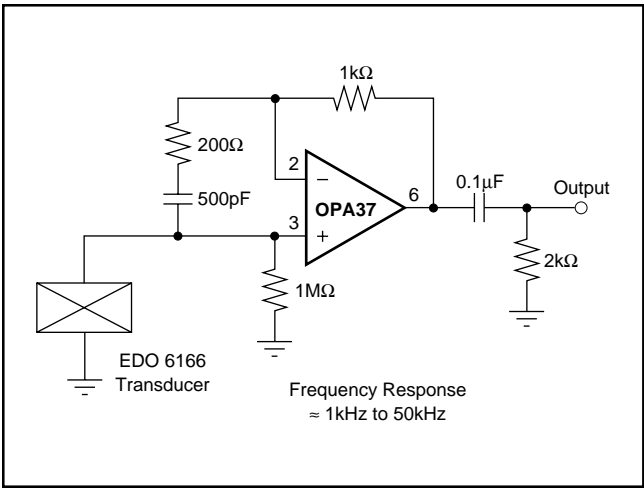 1kΩ
200Ω
500pF
2
−
3
+
OPA37
6
0.1µF
Output
2kΩ
1MΩ
EDO 6166
Transducer
Frequency Response
≈ 1kHz to 50kHz